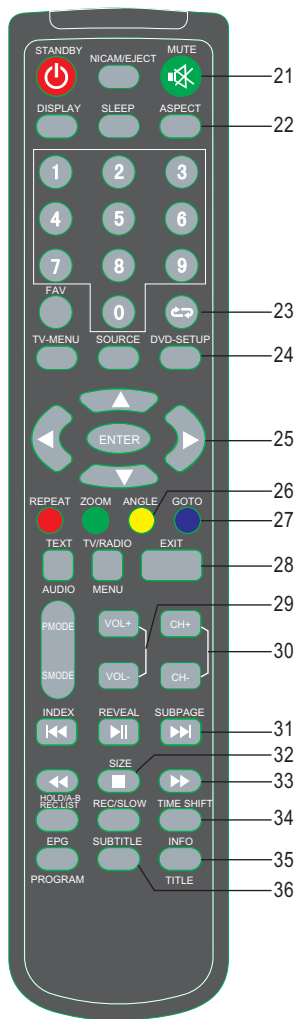 STANDBY NICAM/EJECT MUTE
21
DISPLAY SLEEP ASPECT
22
1 2 3
4 5 6
7 8 9
FAV
0
23
TV-MENU SOURCE DVD-SETUP
24
ENTER
25
26
REPEAT ZOOM ANGLE GOTO
27
TEXT TV/RADIO EXIT
28
AUDIO MENU
29
PMODE VOL+ CH+
30
SMODE VOL- CH-
INDEX REVEAL SUBPAGE
31
32
SIZE
33
HOLD/A-B
REC.LIST REC/SLOW TIME SHIFT
34
EPG SUBTITLE INFO
35
PROGRAM TITLE
36